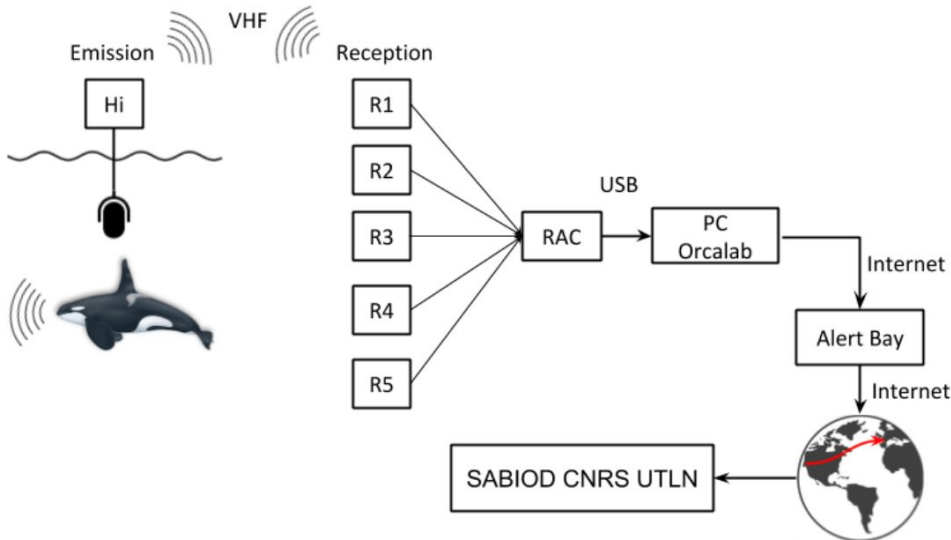 VHF
Emission
Reception
Hi
R1
R2
R3
R4
R5
RAC
USB
PC
Orcalab
Internet
Alert Bay
Internet
SABIOD CNRS UTLN